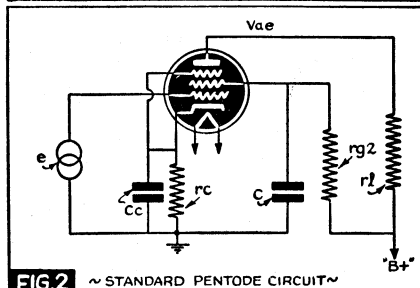 Vae
e
Cc
rc
C
rg2
rl
"B+"
FIG.2 ~STANDARD PENTODE CIRCUIT~